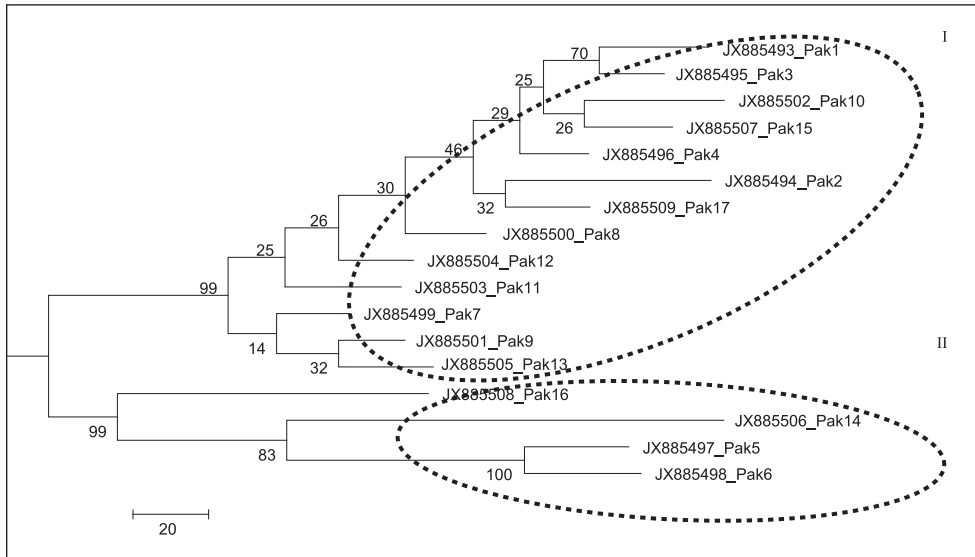 I
70
JX885493_Pak1
25
JX885495_Pak3
JX885502_Pak10
29
26
JX885507_Pak15
46
JX885496_Pak4
JX885494_Pak2
30
32
JX885509_Pak17
26
JX885500_Pak8
25
JX885504_Pak12
99
JX885503_Pak11
JX885499_Pak7
14
JX885501_Pak9
II
32
JX885505_Pak13
JX885508_Pak16
99
JX885506_Pak14
83
JX885497_Pak5
100
JX885498_Pak6
20